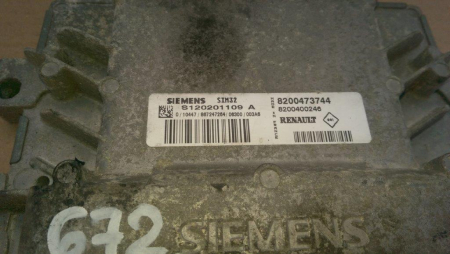 SIEMENS SIM32
S120201109 A
8200473744
8200400246
RENAULT
672
SIEMENS